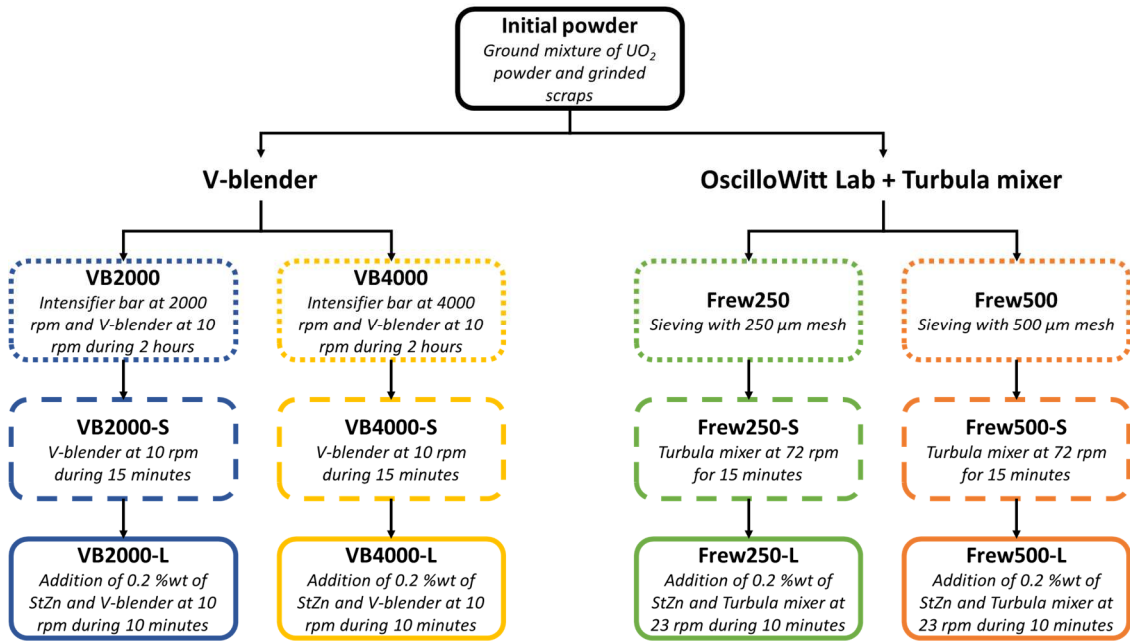 Initial powder
Ground mixture of UO₂
powder and grinded
scraps
V-blender
OscilloWitt Lab + Turbula mixer
VB2000
Intensifier bar at 2000
rpm and V-blender at 10
rpm during 2 hours
VB4000
Intensifier bar at 4000
rpm and V-blender at 10
rpm during 2 hours
Frew250
Sieving with 250 µm mesh
Frew500
Sieving with 500 µm mesh
VB2000-S
V-blender at 10 rpm
during 15 minutes
VB4000-S
V-blender at 10 rpm
during 15 minutes
Frew250-S
Turbula mixer at 72 rpm
for 15 minutes
Frew500-S
Turbula mixer at 72 rpm
for 15 minutes
VB2000-L
Addition of 0.2 %wt of
StZn and V-blender at 10
rpm during 10 minutes
VB4000-L
Addition of 0.2 %wt of
StZn and V-blender at 10
rpm during 10 minutes
Frew250-L
Addition of 0.2 %wt of
StZn and Turbula mixer at
23 rpm during 10 minutes
Frew500-L
Addition of 0.2 %wt of
StZn and Turbula mixer at
23 rpm during 10 minutes